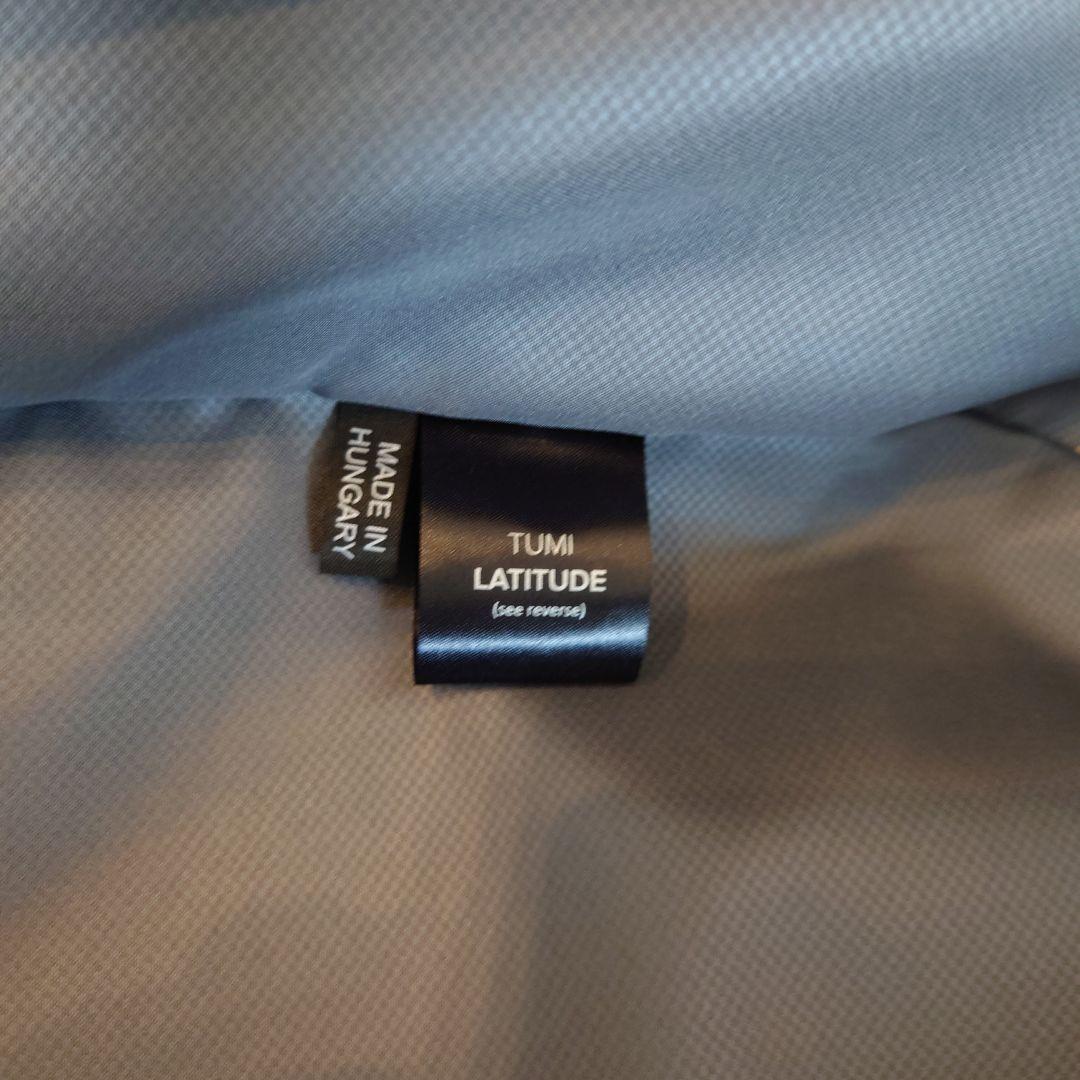 MADE IN
HUNGARY
TUMI
LATITUDE
(see reverse)